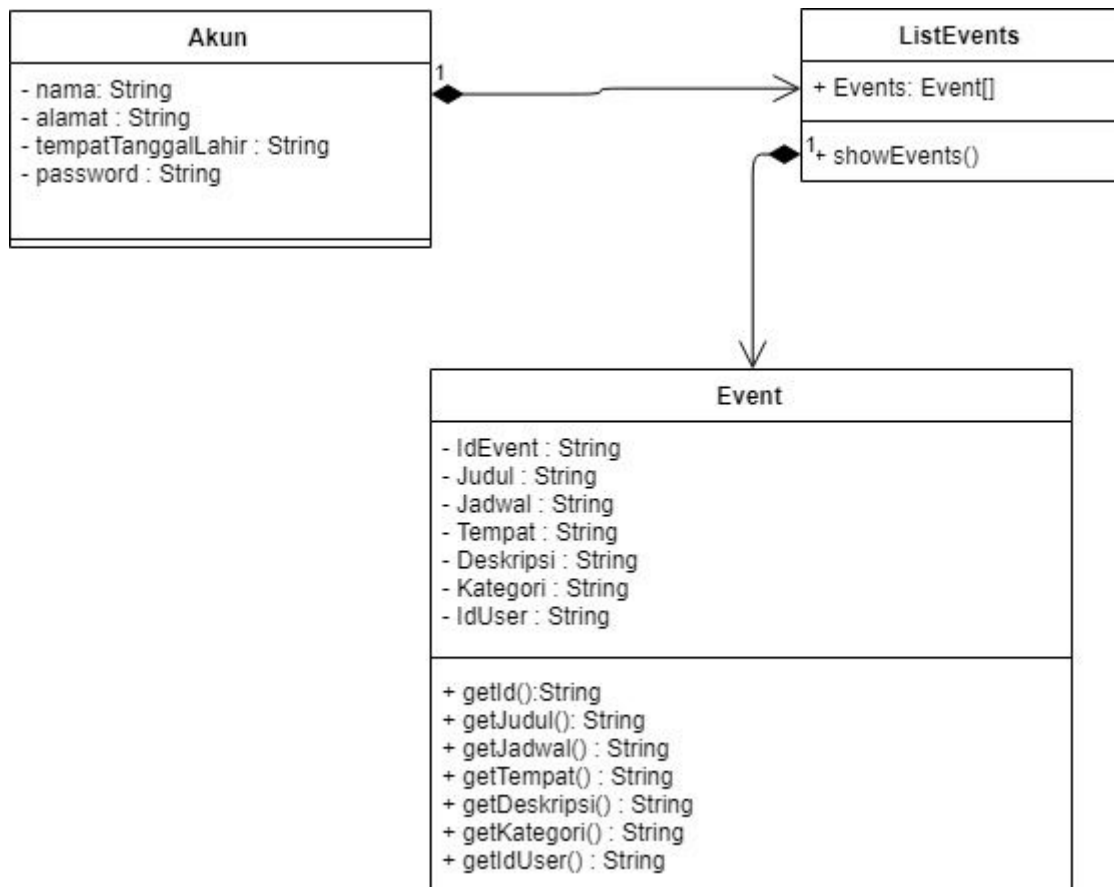 Akun
- nama: String
- alamat : String
- tempatTanggalLahir : String
- password : String
1
ListEvents
+ Events: Event[]
1
+ showEvents()
Event
- IdEvent : String
- Judul : String
- Jadwal : String
- Tempat : String
- Deskripsi : String
- Kategori : String
- IdUser : String
+ getId():String
+ getJudul(): String
+ getJadwal() : String
+ getTempat() : String
+ getDeskripsi() : String
+ getKategori() : String
+ getIdUser() : String